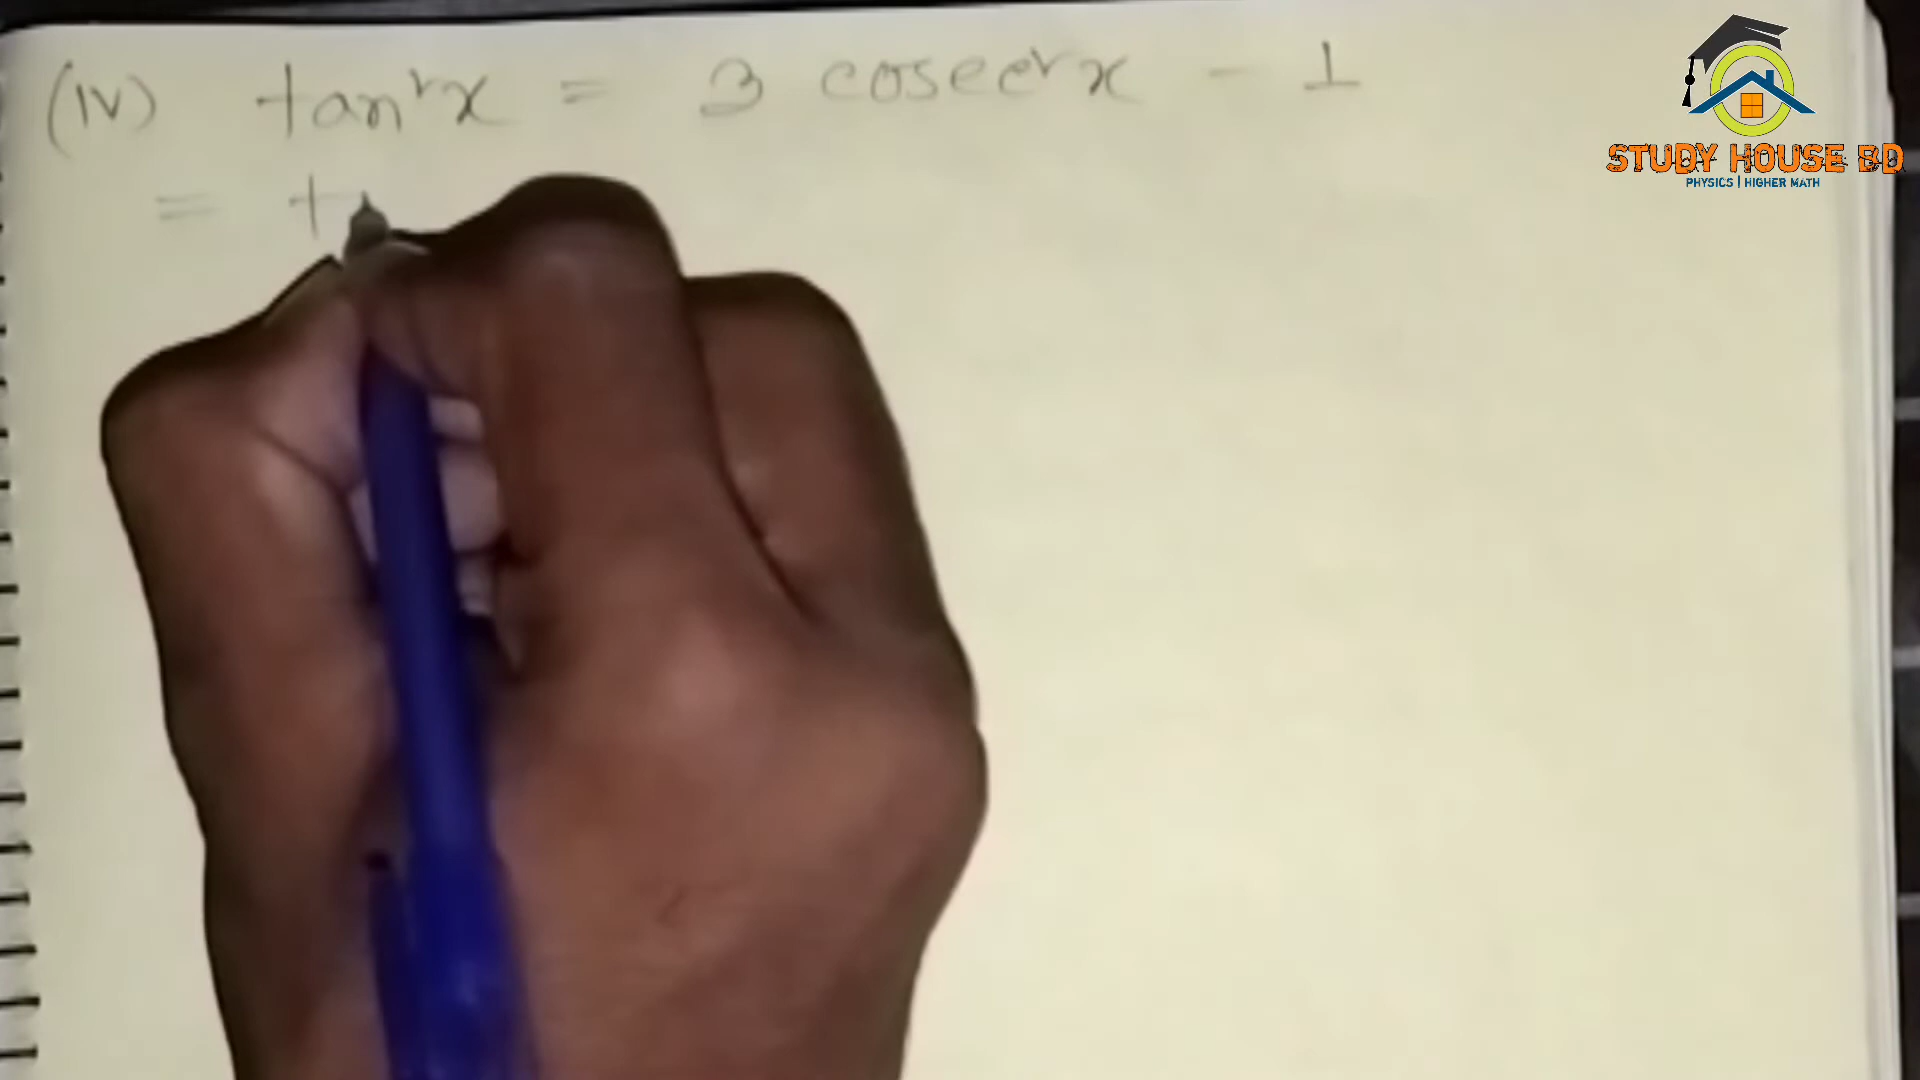 (iv) tan²x = 3 cosec²x - 1
= t
STUDY HOUSE BD
PHYSICS | HIGHER MATH